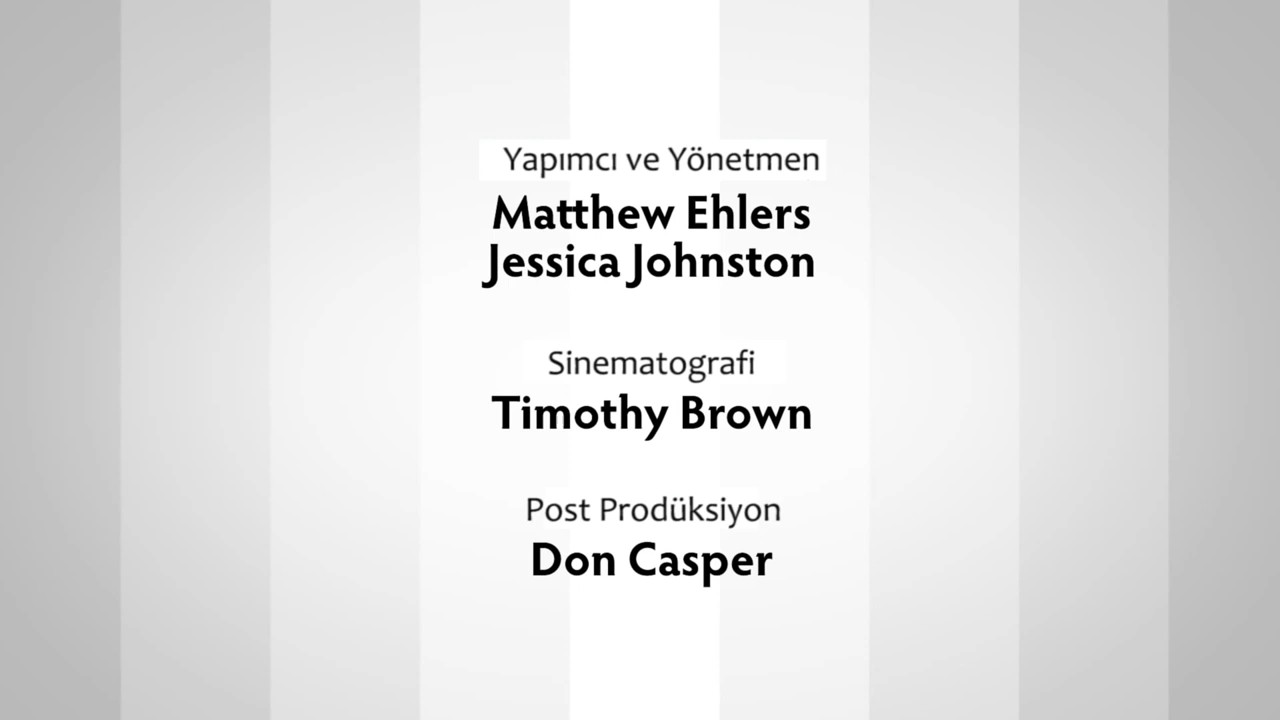 Yapımcı ve Yönetmen
Matthew Ehlers
Jessica Johnston
Sinematografi
Timothy Brown
Post Prodüksiyon
Don Casper